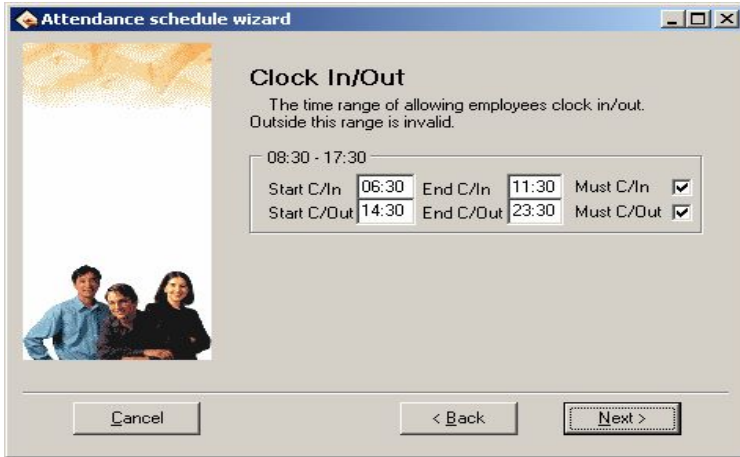 Attendance schedule wizard
Clock In/Out
The time range of allowing employees clock in/out.
Outside this range is invalid.
08:30 - 17:30
Start C/In 06:30 End C/In 11:30 Must C/In
Start C/Out 14:30 End C/Out 23:30 Must C/Out
Cancel < Back Next >